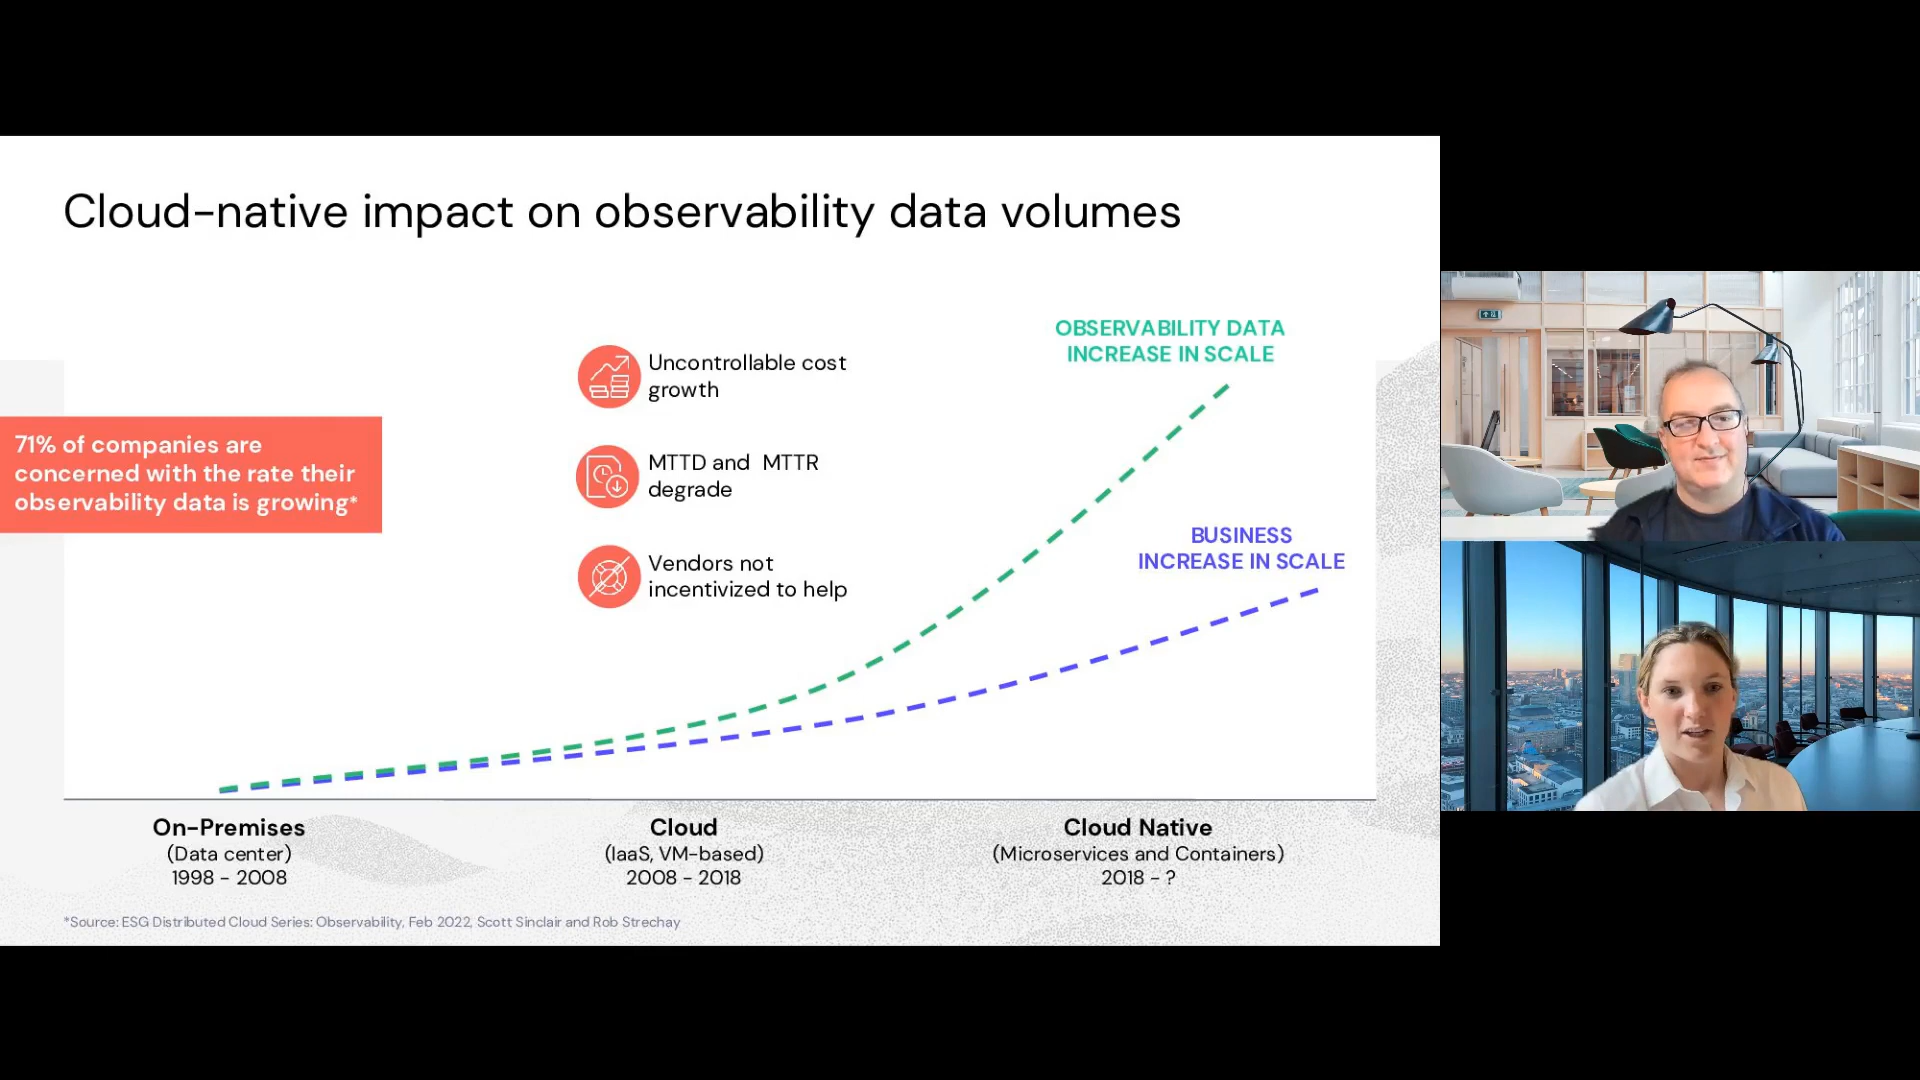 Cloud-native impact on observability data volumes
OBSERVABILITY DATA
INCREASE IN SCALE
Uncontrollable cost
growth
71% of companies are
concerned with the rate their
observability data is growing*
MTTD and  MTTR
degrade
BUSINESS
INCREASE IN SCALE
Vendors not
incentivized to help
On-Premises
(Data center)
1998 - 2008
Cloud
(IaaS, VM-based)
2008 - 2018
Cloud Native
(Microservices and Containers)
2018 - ?
*Source: ESG Distributed Cloud Series: Observability, Feb 2022, Scott Sinclair and Rob Strechay